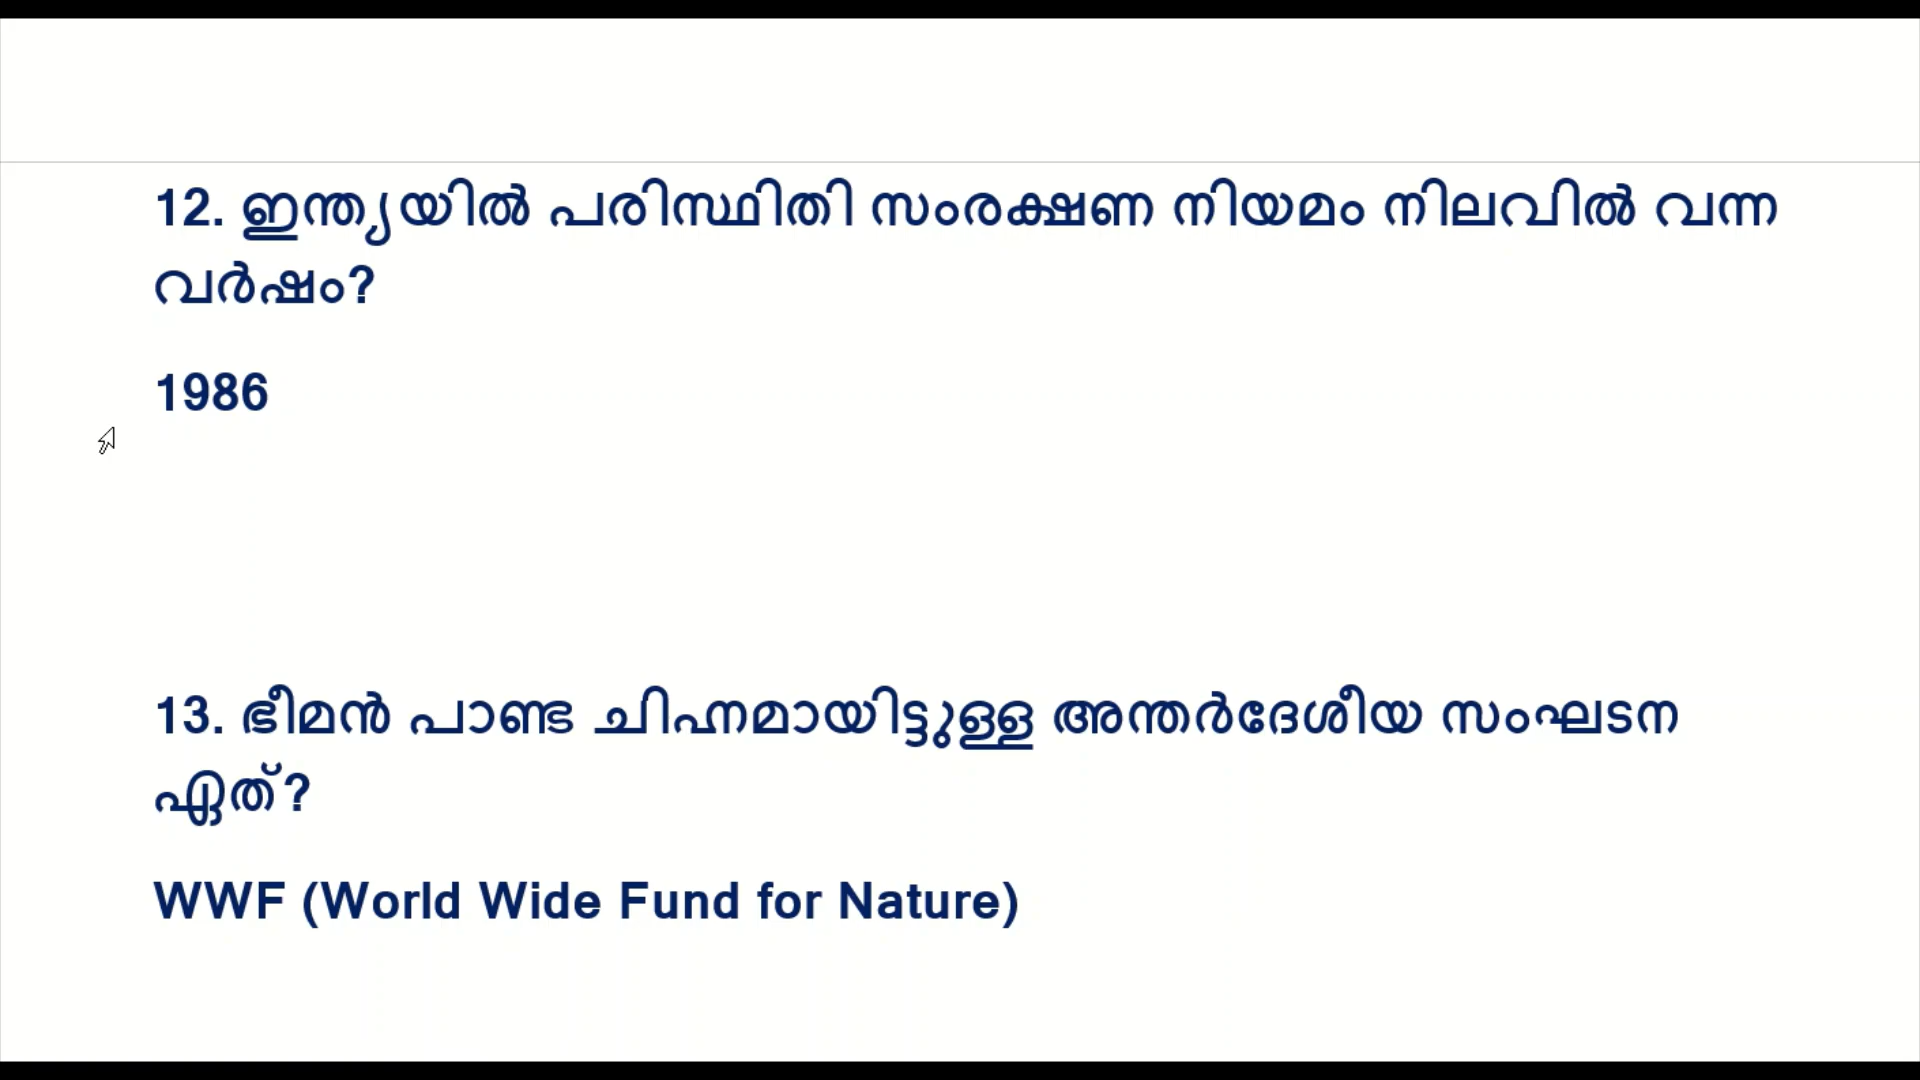 12. ഇന്ത്യയിൽ പരിസ്ഥിതി സംരക്ഷണ നിയമം നിലവിൽ വന്ന
വർഷം?
1986
13. ഭീമൻ പാണ്ട ചിഹ്നമായിട്ടുള്ള അന്തർദേശീയ സംഘടന
ഏത്?
WWF (World Wide Fund for Nature)